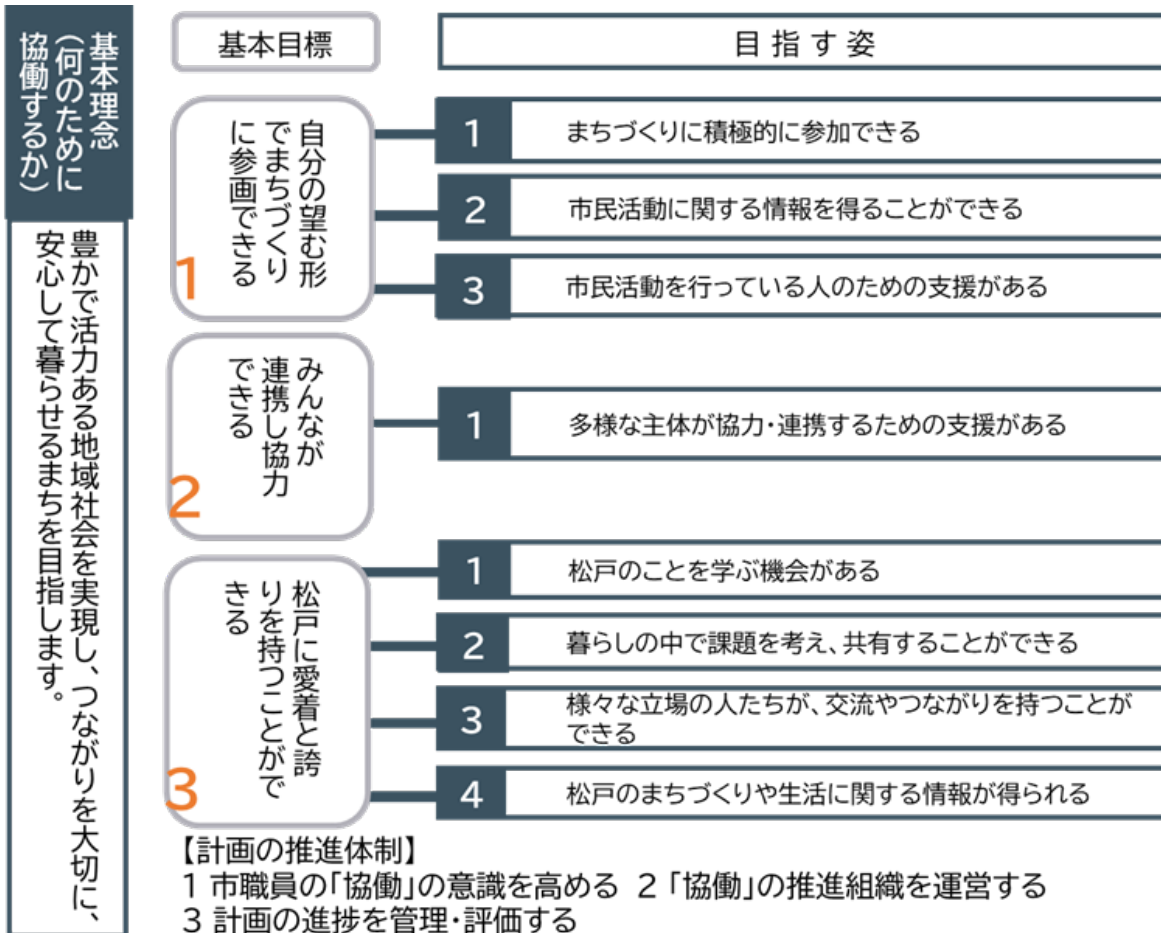 基本理念
(何のために
協働するか)
豊かで活力ある地域社会を実現し、つながりを大切に、
安心して暮らせるまちを目指します。
基本目標
目指す姿
自分の望む形
でまちづくり
に参画できる
1
1
まちづくりに積極的に参加できる
2
市民活動に関する情報を得ることができる
3
市民活動を行っている人のための支援がある
みんなが
連携し協力
できる
2
1
多様な主体が協力・連携するための支援がある
松戸に愛着と誇
りを持つことがで
きる
3
1
松戸のことを学ぶ機会がある
2
暮らしの中で課題を考え、共有することができる
3
様々な立場の人たちが、交流やつながりを持つことが
できる
4
松戸のまちづくりや生活に関する情報が得られる
【計画の推進体制】
1 市職員の「協働」の意識を高める 2 「協働」の推進組織を運営する
3 計画の進捗を管理・評価する